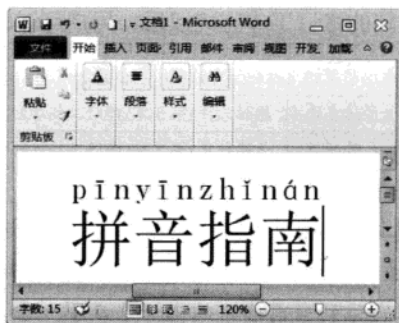 文档1 - Microsoft Word
文件 开始 插入 页面 引用 邮件 审阅 视图 开发 加载
粘贴 字体 段落 样式 编辑
剪贴板
pīnyīnzhǐnán
拼音指南
字数: 15 120%